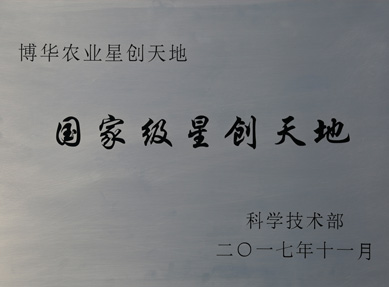 博华农业星创天地
国家级星创天地
科学技术部
二〇一七年十一月